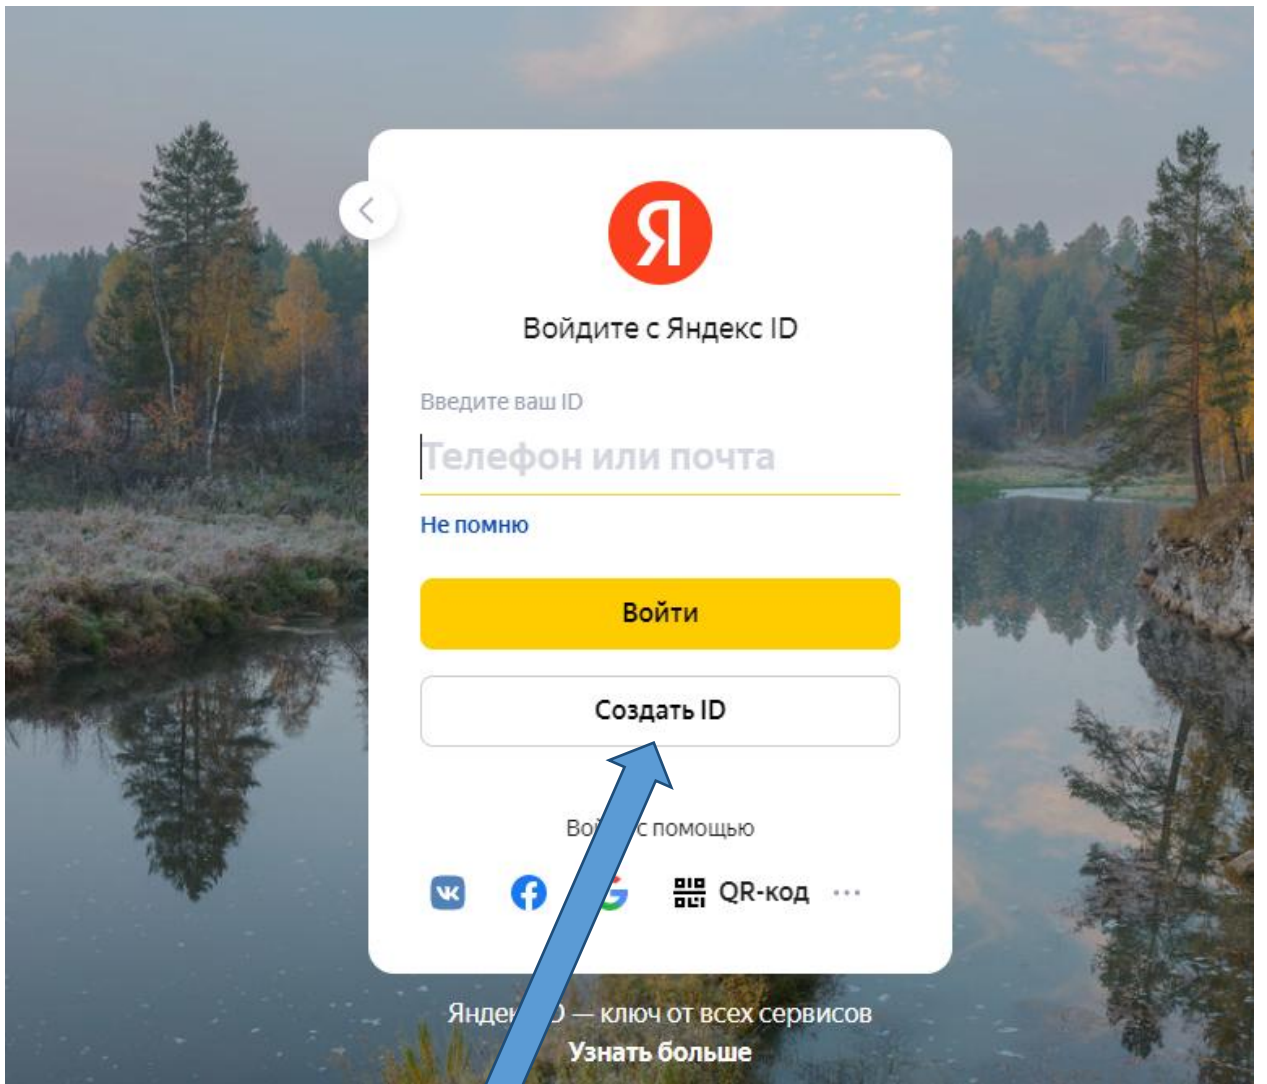 Я
Войдите с Яндекс ID
Введите ваш ID
Телефон или почта
Не помню
Войти
Создать ID
с помощью
QR-код ...
— ключ от всех сервисов
Узнать больше